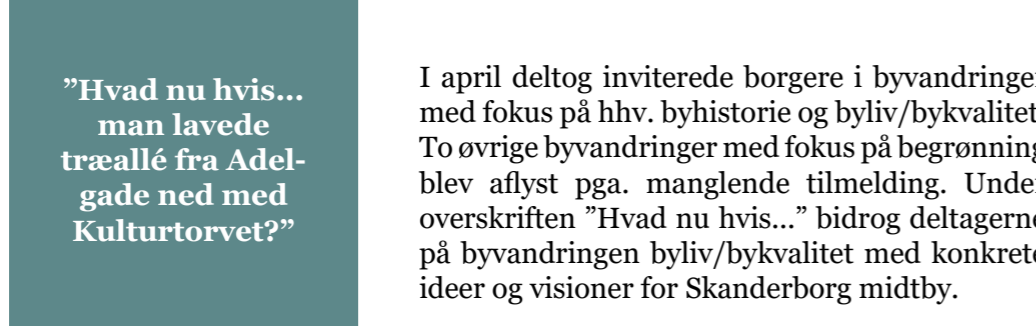 ”Hvad nu hvis...
man lavede
træallé fra Adel-
gade ned med
Kulturtorvet?”
I april deltog inviterede borgere i byvandringer
med fokus på hhv. byhistorie og byliv/bykvalitet.
To øvrige byvandringer med fokus på begrønning
blev aflyst pga. manglende tilmelding. Under
overskriften ”Hvad nu hvis...” bidrog deltagerne
på byvandringen byliv/bykvalitet med konkrete
ideer og visioner for Skanderborg midtby.